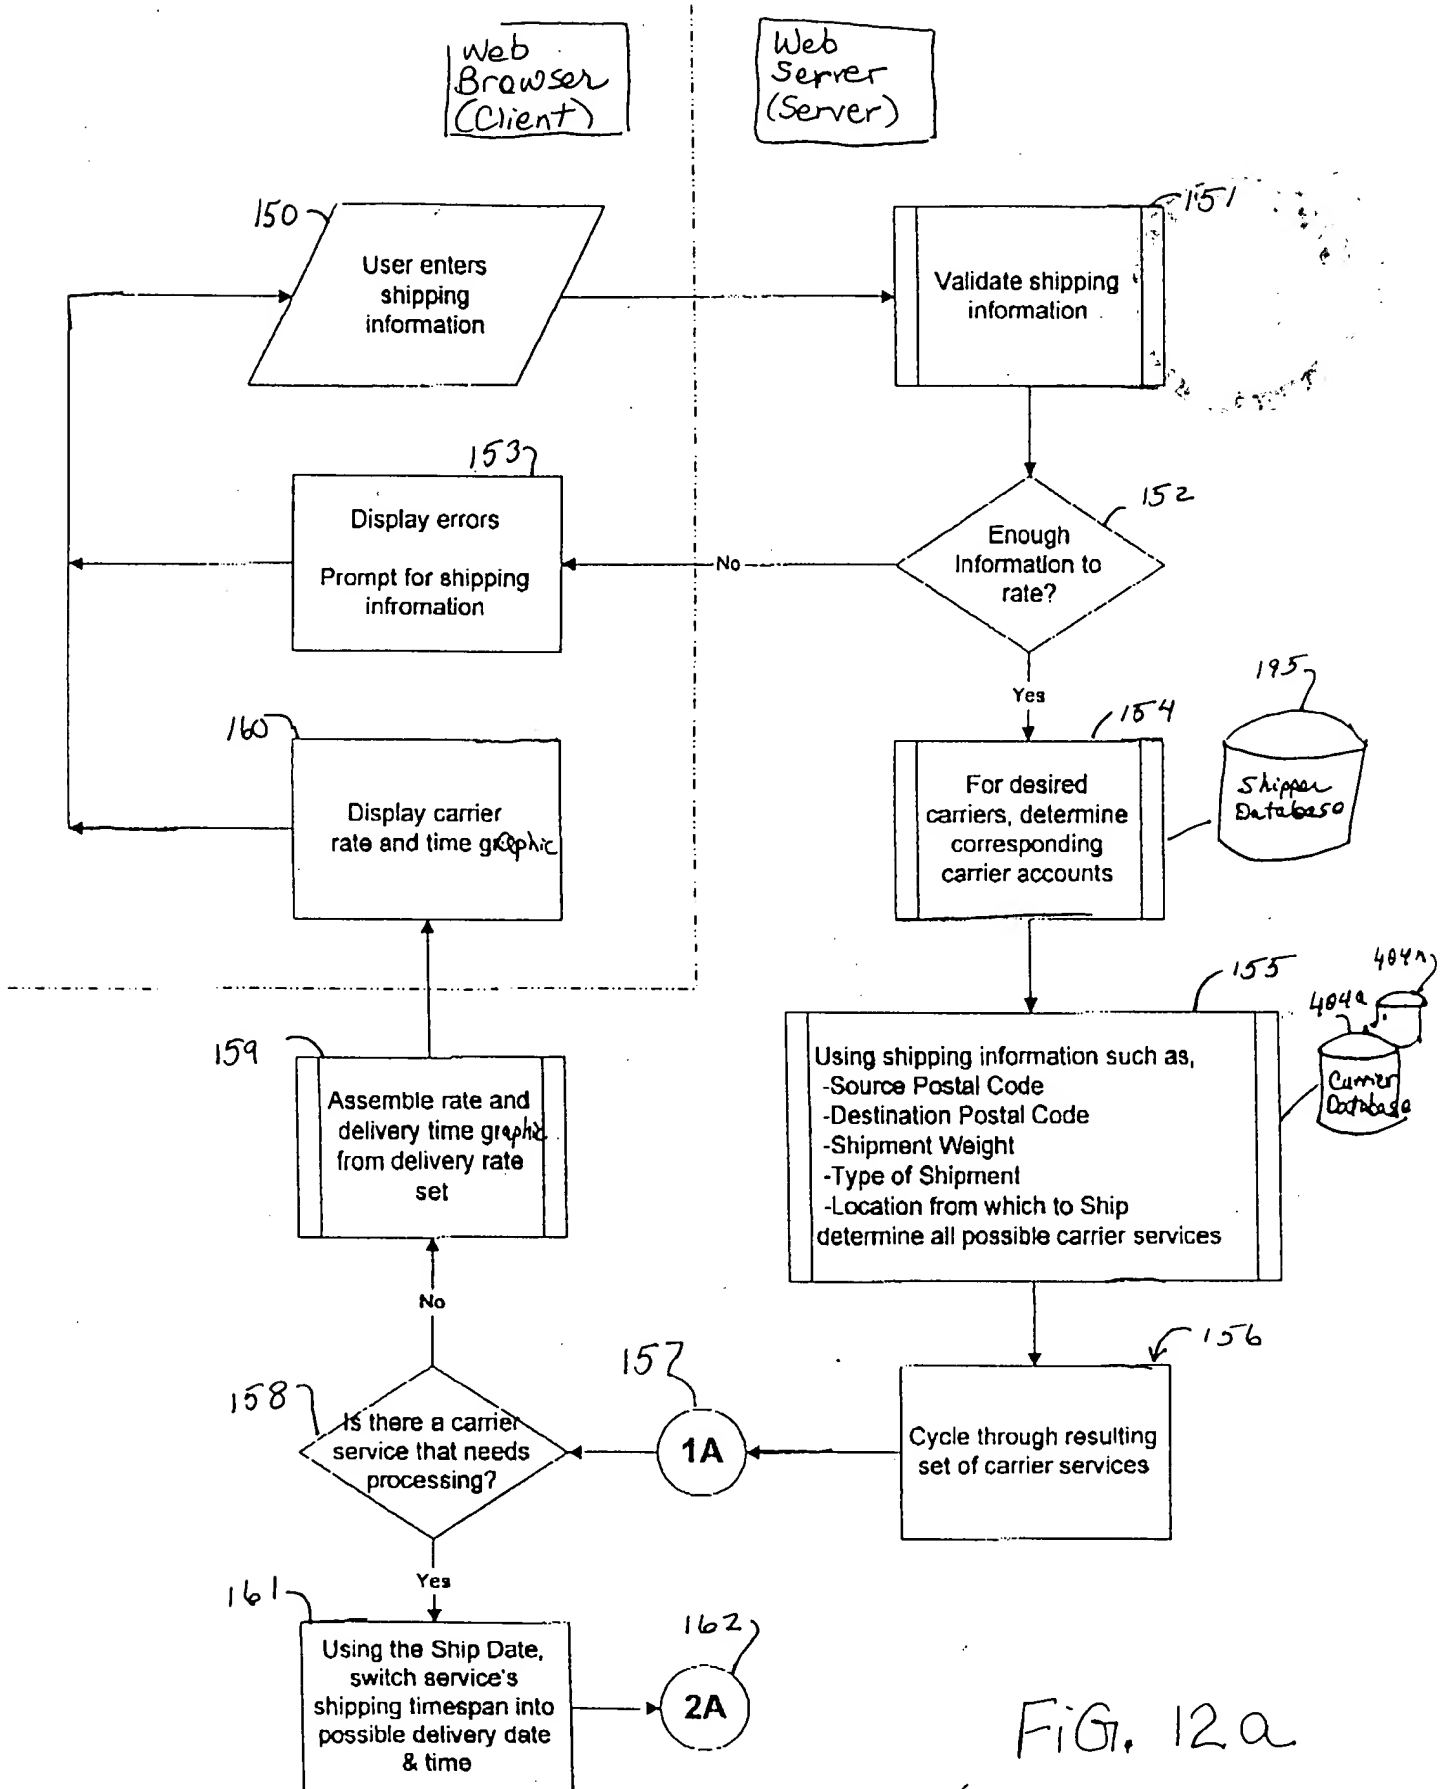 Web
Browser
(Client)
Web
Server
(Server)
150
User enters
shipping
information
151
Validate shipping
information
153
Display errors
Prompt for shipping
infromation
No
152
Enough
Information to
rate?
Yes
160
Display carrier
rate and time graphic
154
For desired
carriers, determine
corresponding
carrier accounts
195
Shipper
Database
155
Using shipping information such as,
-Source Postal Code
-Destination Postal Code
-Shipment Weight
-Type of Shipment
-Location from which to Ship
determine all possible carrier services
404a
404n
Carrier
Database
159
Assemble rate and
delivery time graphic
from delivery rate
set
No
158
Is there a carrier
service that needs
processing?
157
1A
156
Cycle through resulting
set of carrier services
Yes
161
Using the Ship Date,
switch service's
shipping timespan into
possible delivery date
& time
162
2A
FiG. 12a